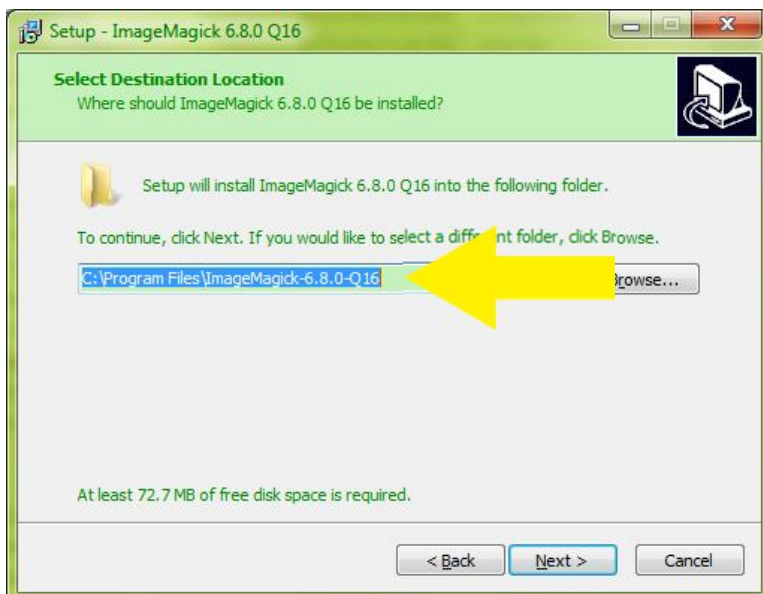 Setup - ImageMagick 6.8.0 Q16
Select Destination Location
Where should ImageMagick 6.8.0 Q16 be installed?
Setup will install ImageMagick 6.8.0 Q16 into the following folder.
To continue, click Next. If you would like to select a different folder, click Browse.
C:\Program Files\ImageMagick-6.8.0-Q16
Browse...
At least 72.7 MB of free disk space is required.
< Back
Next >
Cancel